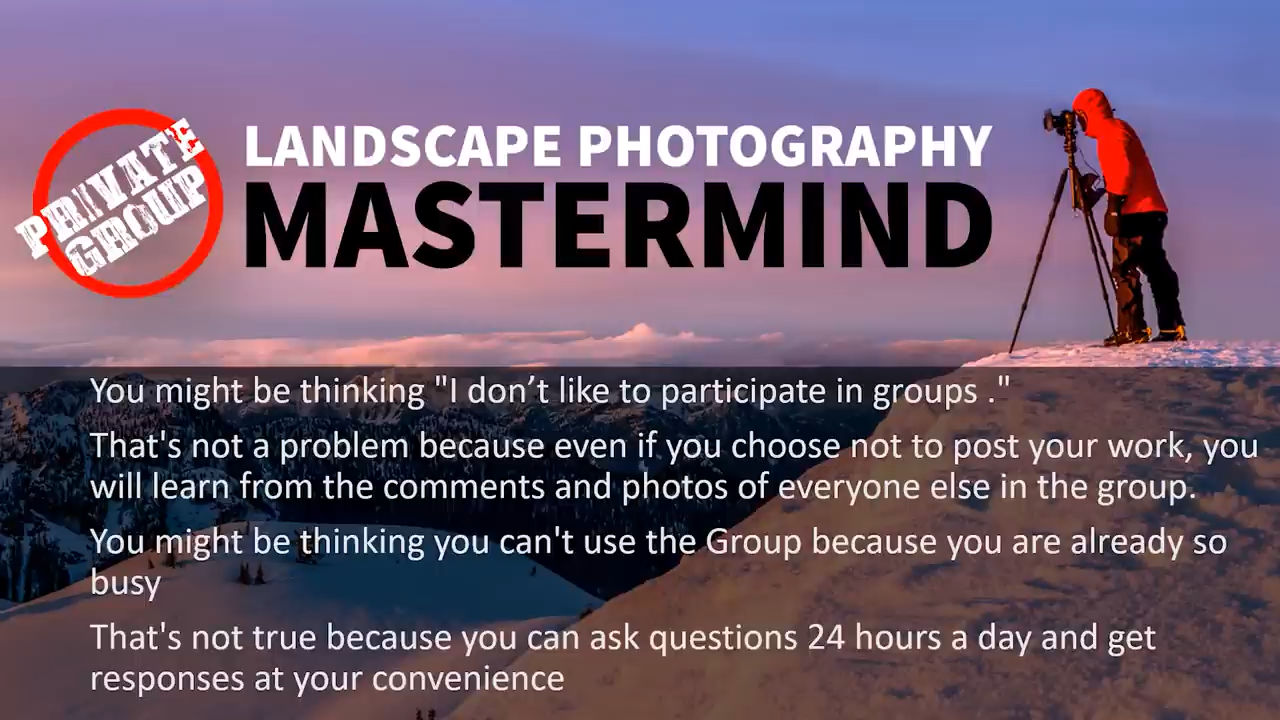 PRIVATE
GROUP
LANDSCAPE PHOTOGRAPHY
MASTERMIND
You might be thinking "I don’t like to participate in groups ."
That's not a problem because even if you choose not to post your work, you
will learn from the comments and photos of everyone else in the group.
You might be thinking you can't use the Group because you are already so
busy
That's not true because you can ask questions 24 hours a day and get
responses at your convenience